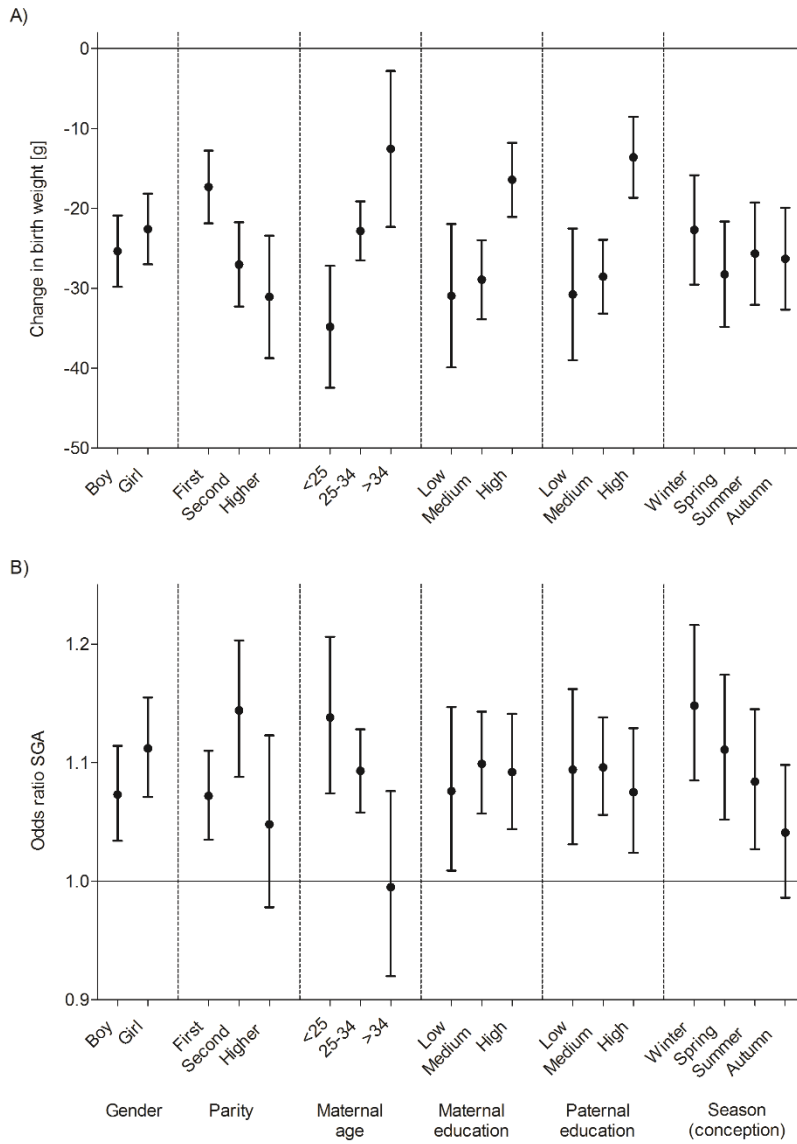 A)
0
-10
-20
-30
-40
-50
Change in birth weight [g]
Boy
Girl
First
Second
Higher
<25
25-34
>34
Low
Medium
High
Low
Medium
High
Winter
Spring
Summer
Autumn
B)
1.2
1.1
1.0
0.9
Odds ratio SGA
Boy
Girl
First
Second
Higher
<25
25-34
>34
Low
Medium
High
Low
Medium
High
Winter
Spring
Summer
Autumn
Gender
Parity
Maternal
age
Maternal
education
Paternal
education
Season
(conception)